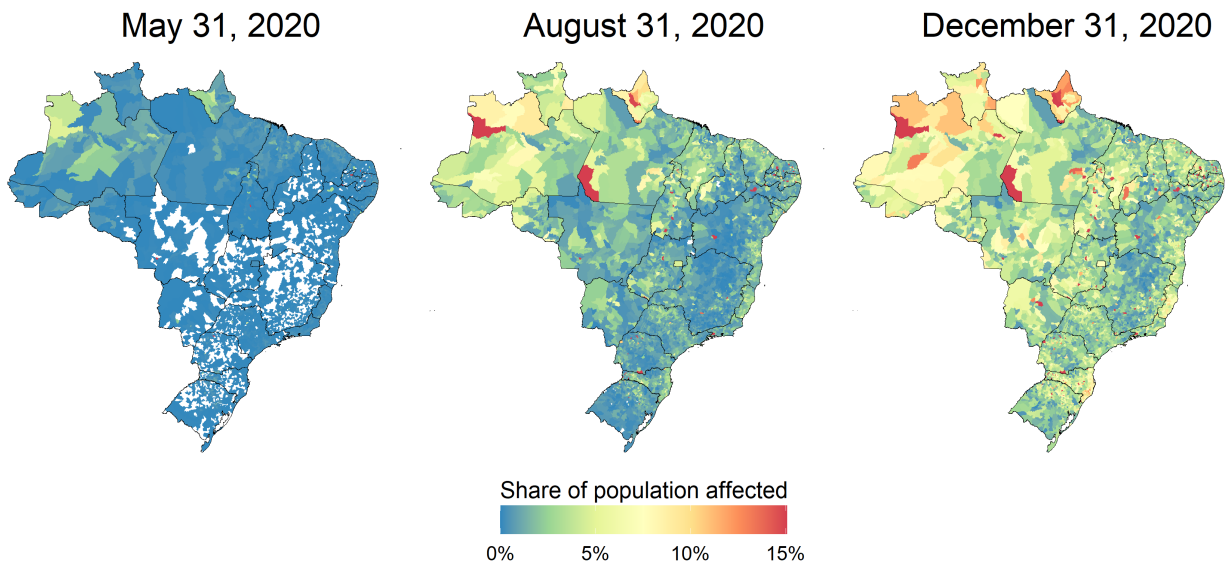 May 31, 2020
August 31, 2020
December 31, 2020
Share of population affected
0% 5% 10% 15%